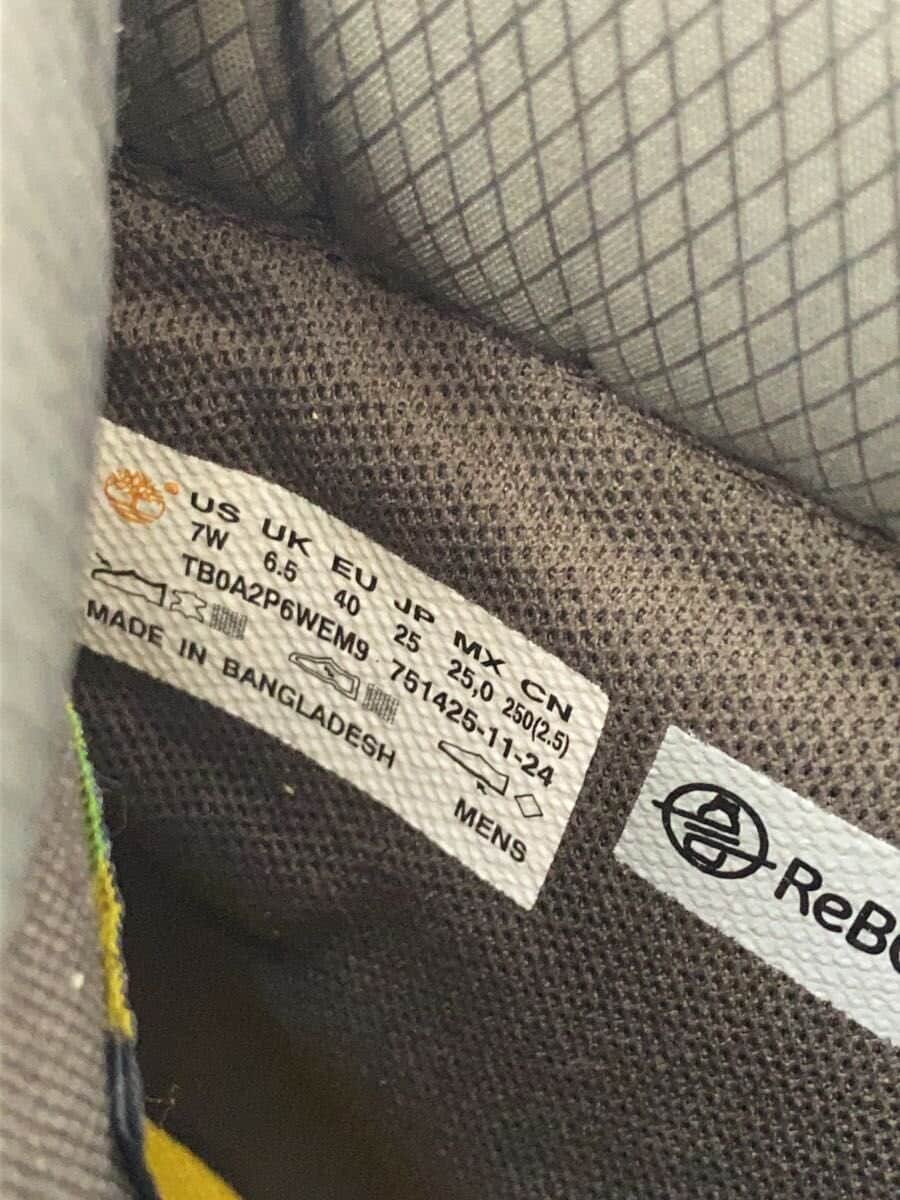 US UK EU JP MX CN
7W 6.5 40 25 25,0 250(2.5)
TB0A2P6WEM9 751425-11-24
MADE IN BANGLADESH
MENS
ReBO